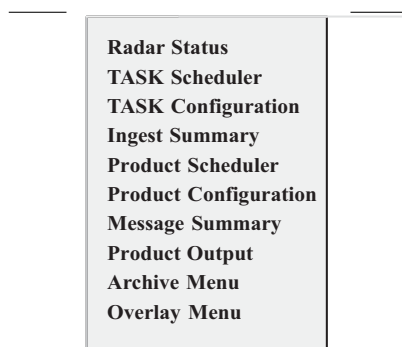 Radar Status
TASK Scheduler
TASK Configuration
Ingest Summary
Product Scheduler
Product Configuration
Message Summary
Product Output
Archive Menu
Overlay Menu